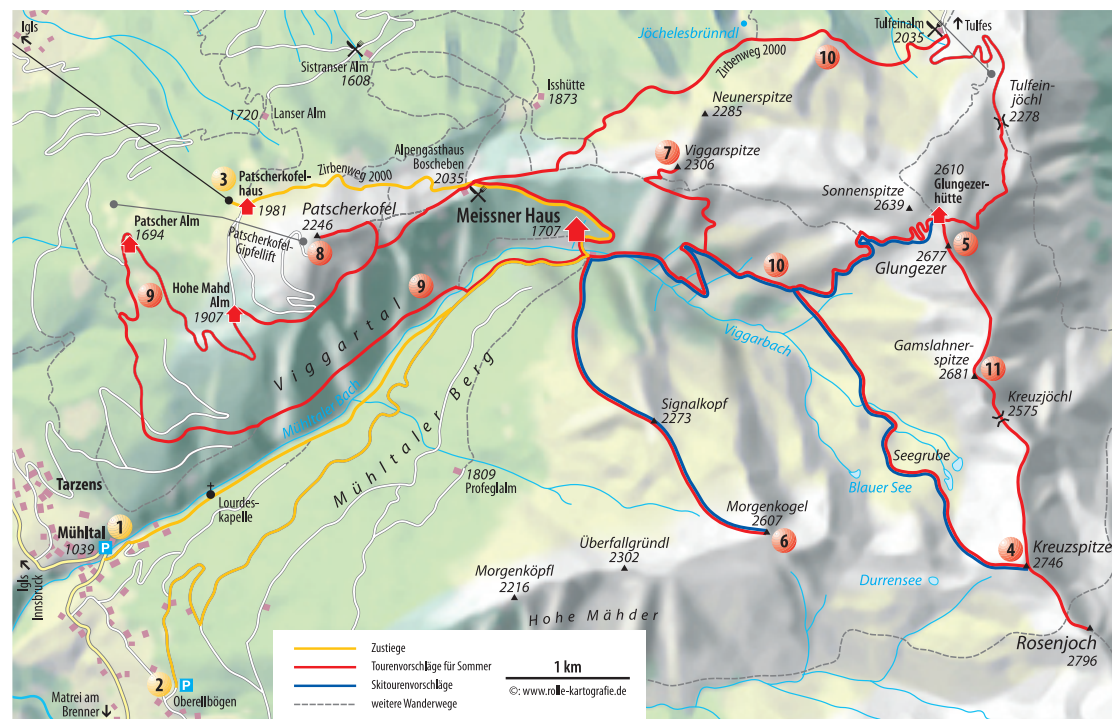 Igls
Sistranser Alm
1608
1720
Lanser Alm
Isshütte
1873
Jöchelesbründl
Zirbenweg 2000
10
Tulfeinalm
2035
Tulfes
Tulfein-
jöchl
2278
Neunerspitze
2285
7
Viggarspitze
2306
Alpengasthaus
Boscheben
2035
Zirbenweg 2000
3
Patscherkofel-
haus
1981
Patscher Alm
1694
Patscherkofel
2246
Patscherkofel-
Gipfellift
8
Meissner Haus
1707
Sonnenspitze
2639
2610
Glungezer-
hütte
5
2677
Glungezer
9
Hohe Mahd
Alm
1907
9
10
Viggartal
Viggarbach
Mühltaler Bach
Mühltaler Berg
Gamslahner-
spitze
2681
11
Kreuzjöchl
2575
Signalkopf
2273
Seegrube
Blauer See
1809
Profeglalm
Tarzens
Lourdes-
kapelle
Mühltal
1039
1
P
Morgenkogel
2607
6
Überfallgründl
2302
4
Kreuzspitze
2746
Durrensee
Morgenköpfl
2216
Hohe Mähder
Igls
Innsbruck
Rosenjoch
2796
2
P
Oberellbögen
Matrei am
Brenner
Zustiege
Tourenvorschläge für Sommer
Skitourenvorschläge
weitere Wanderwege
1 km
©: www.rolle-kartografie.de